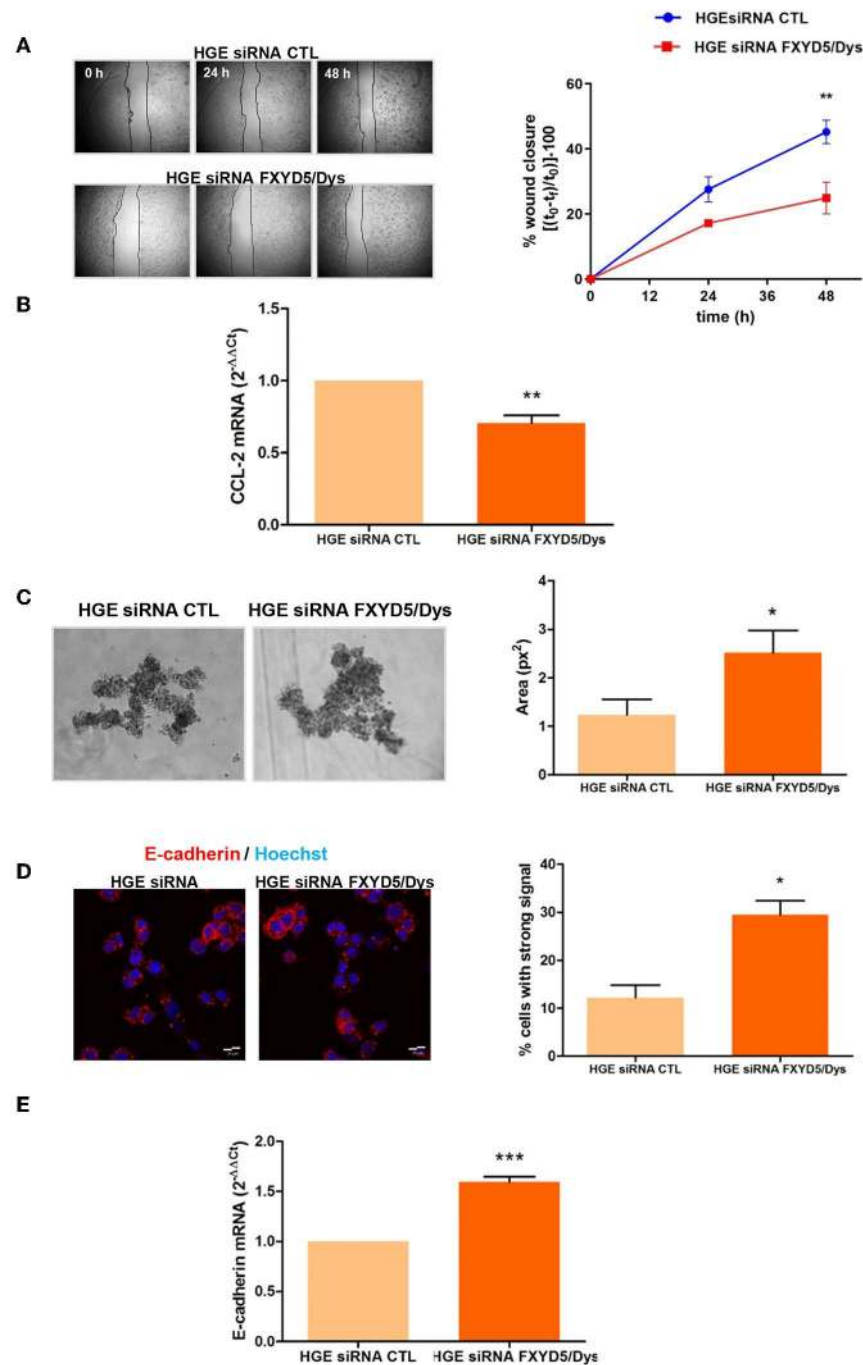 A
HGE siRNA CTL
0 h
24 h
48 h
HGE siRNA FXYD5/Dys
HGEsiRNA CTL
HGE siRNA FXYD5/Dys
% wound closure
[(t₀-tf)/t₀)]·100
60
40
20
0
**
0
12
24
36
48
time (h)
B
CCL-2 mRNA (2^-ΔΔCt)
1.5
1.0
0.5
0.0
**
HGE siRNA CTL
HGE siRNA FXYD5/Dys
C
HGE siRNA CTL
HGE siRNA FXYD5/Dys
Area (px²)
4
3
2
1
0
*
HGE siRNA CTL
HGE siRNA FXYD5/Dys
D
E-cadherin / Hoechst
HGE siRNA
HGE siRNA FXYD5/Dys
% cells with strong signal
40
30
20
10
0
*
HGE siRNA CTL
HGE siRNA FXYD5/Dys
E
E-cadherin mRNA (2^-ΔΔCt)
2.0
1.5
1.0
0.5
0.0
***
HGE siRNA CTL
HGE siRNA FXYD5/Dys